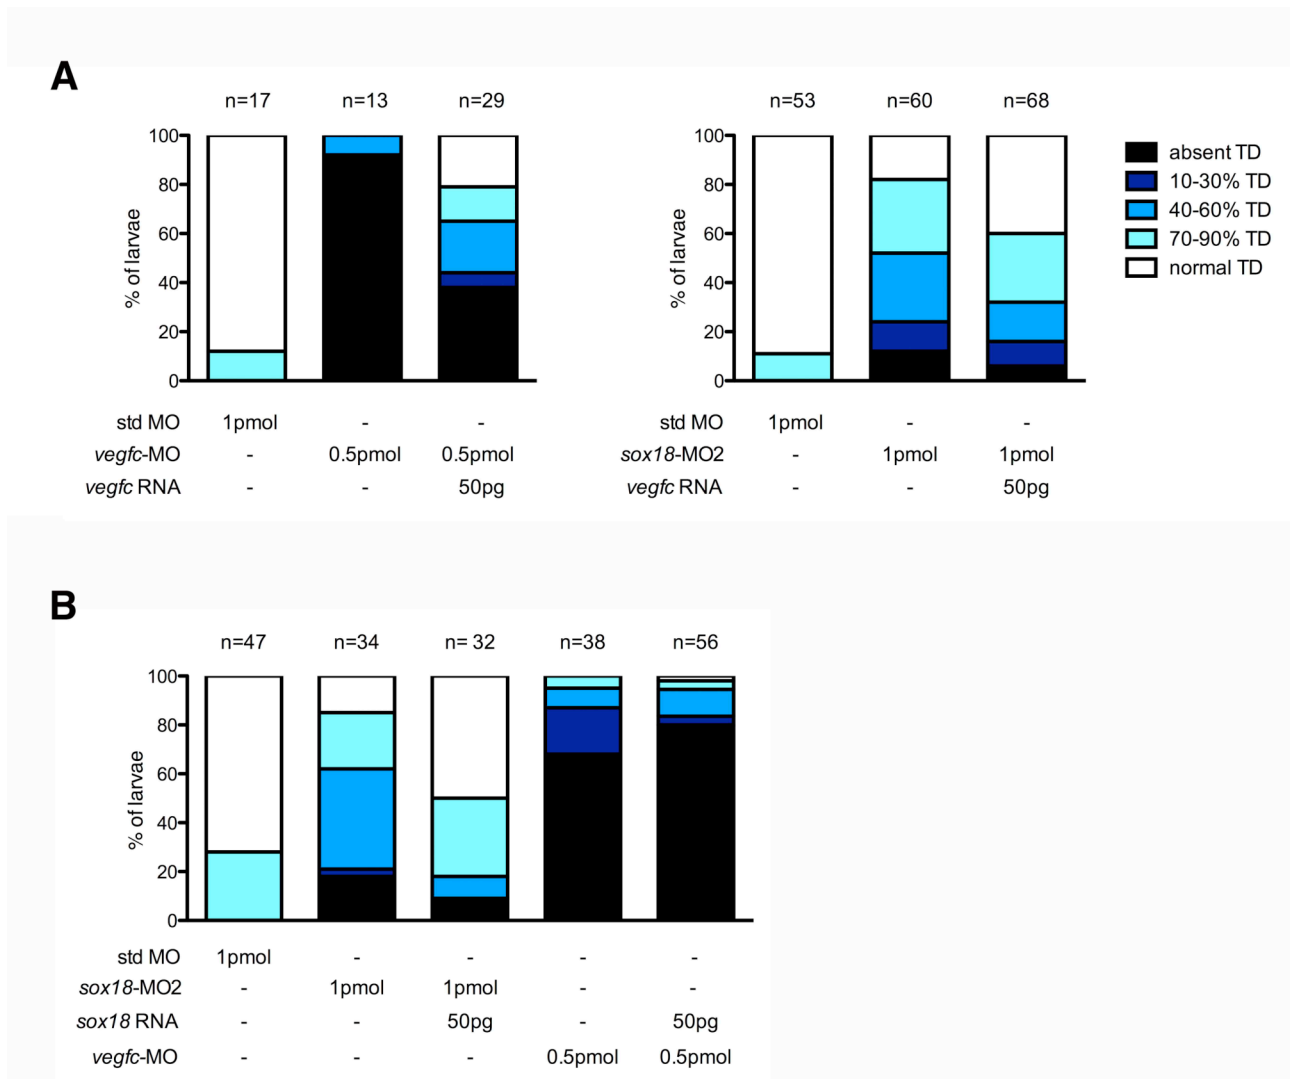 A
n=17 n=13 n=29
100
80
60
40
20
0
% of larvae
std MO 1pmol - -
vegfc-MO - 0.5pmol 0.5pmol
vegfc RNA - - 50pg
n=53 n=60 n=68
100
80
60
40
20
0
% of larvae
std MO 1pmol - -
sox18-MO2 - 1pmol 1pmol
vegfc RNA - - 50pg
absent TD
10-30% TD
40-60% TD
70-90% TD
normal TD
B
n=47 n=34 n= 32 n=38 n=56
100
80
60
40
20
0
% of larvae
std MO 1pmol - - - -
sox18-MO2 - 1pmol 1pmol - -
sox18 RNA - - 50pg - 50pg
vegfc-MO - - - 0.5pmol 0.5pmol